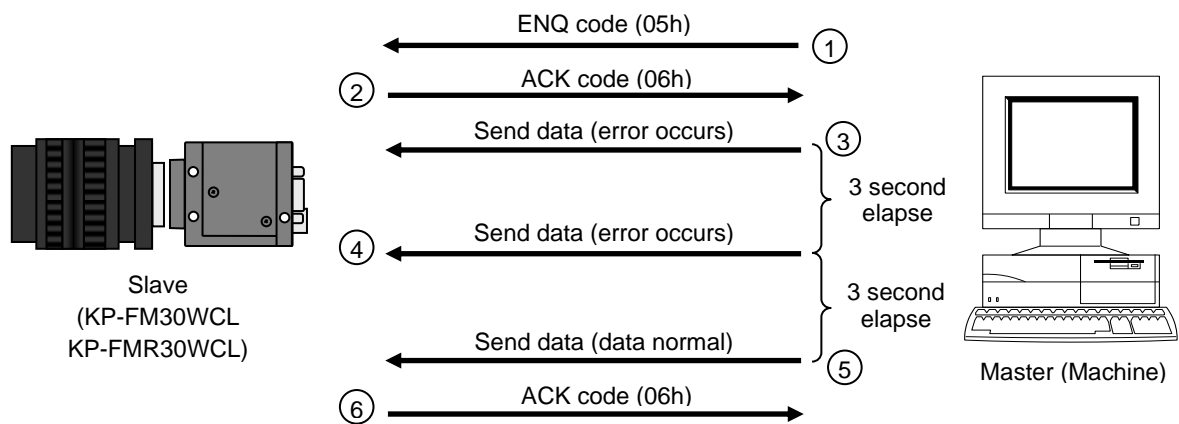 ENQ code (05h)
1
ACK code (06h)
2
Send data (error occurs)
3
3 second
elapse
Send data (error occurs)
4
Slave
(KP-FM30WCL
KP-FMR30WCL)
3 second
elapse
Send data (data normal)
5
Master (Machine)
ACK code (06h)
6